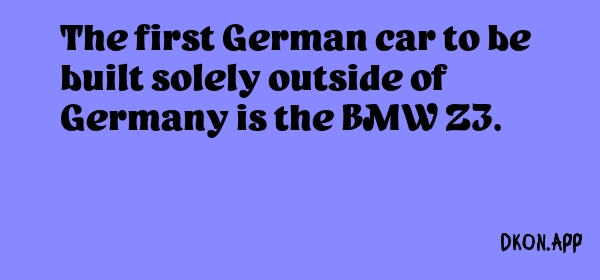 The first German car to be
built solely outside of
Germany is the BMW Z3.
DKON.APP